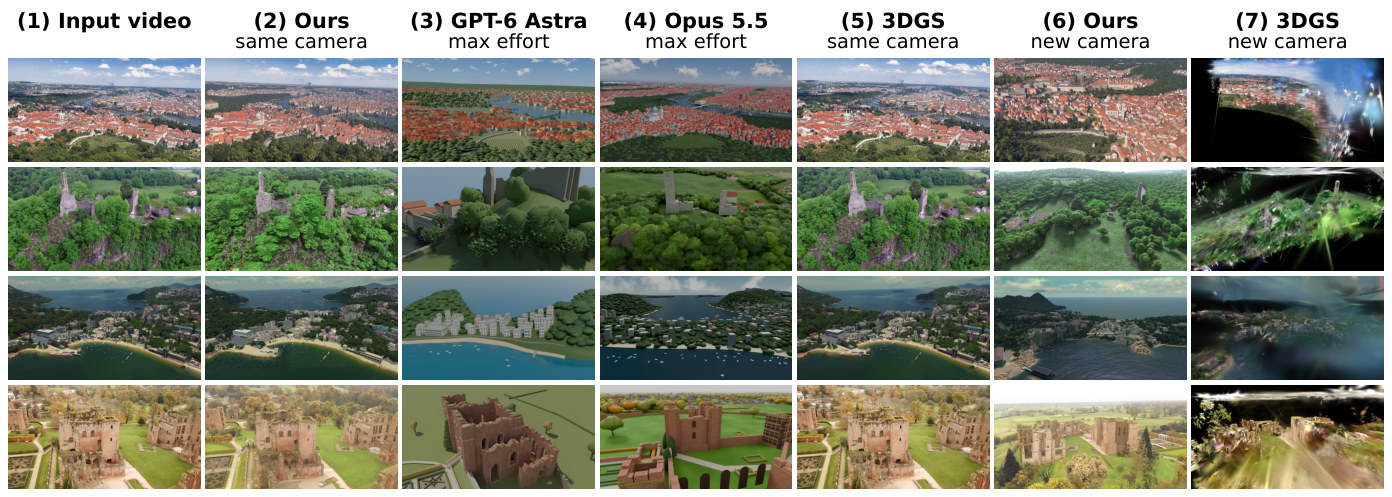 (1) Input video
(2) Ours
same camera
(3) GPT-6 Astra
max effort
(4) Opus 5.5
max effort
(5) 3DGS
same camera
(6) Ours
new camera
(7) 3DGS
new camera